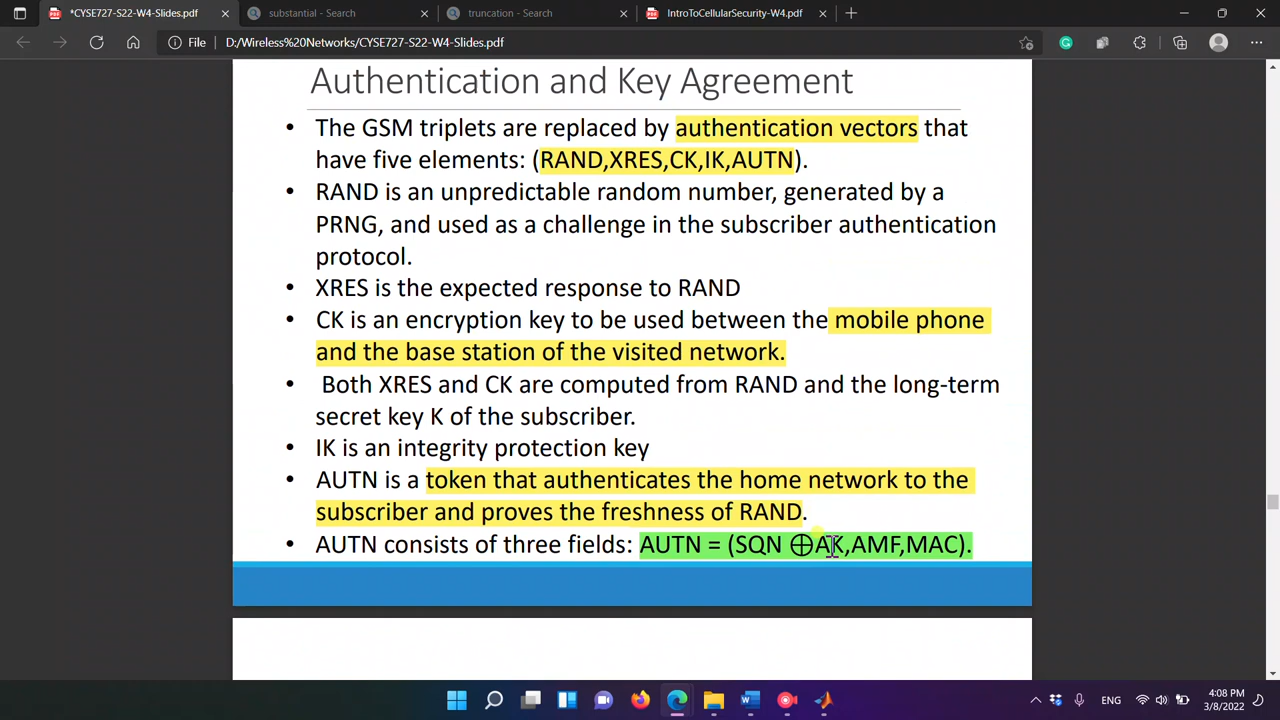 *CYSE727-S22-W4-Slides.pdf
substantial - Search
truncation - Search
IntroToCellularSecurity-W4.pdf
File
D:/Wireless%20Networks/CYSE727-S22-W4-Slides.pdf
Authentication and Key Agreement
• The GSM triplets are replaced by authentication vectors that
have five elements: (RAND,XRES,CK,IK,AUTN).
• RAND is an unpredictable random number, generated by a
PRNG, and used as a challenge in the subscriber authentication
protocol.
• XRES is the expected response to RAND
• CK is an encryption key to be used between the mobile phone
and the base station of the visited network.
• Both XRES and CK are computed from RAND and the long-term
secret key K of the subscriber.
• IK is an integrity protection key
• AUTN is a token that authenticates the home network to the
subscriber and proves the freshness of RAND.
• AUTN consists of three fields: AUTN = (SQN ⊕AK,AMF,MAC).
ENG
4:08 PM
3/8/2022